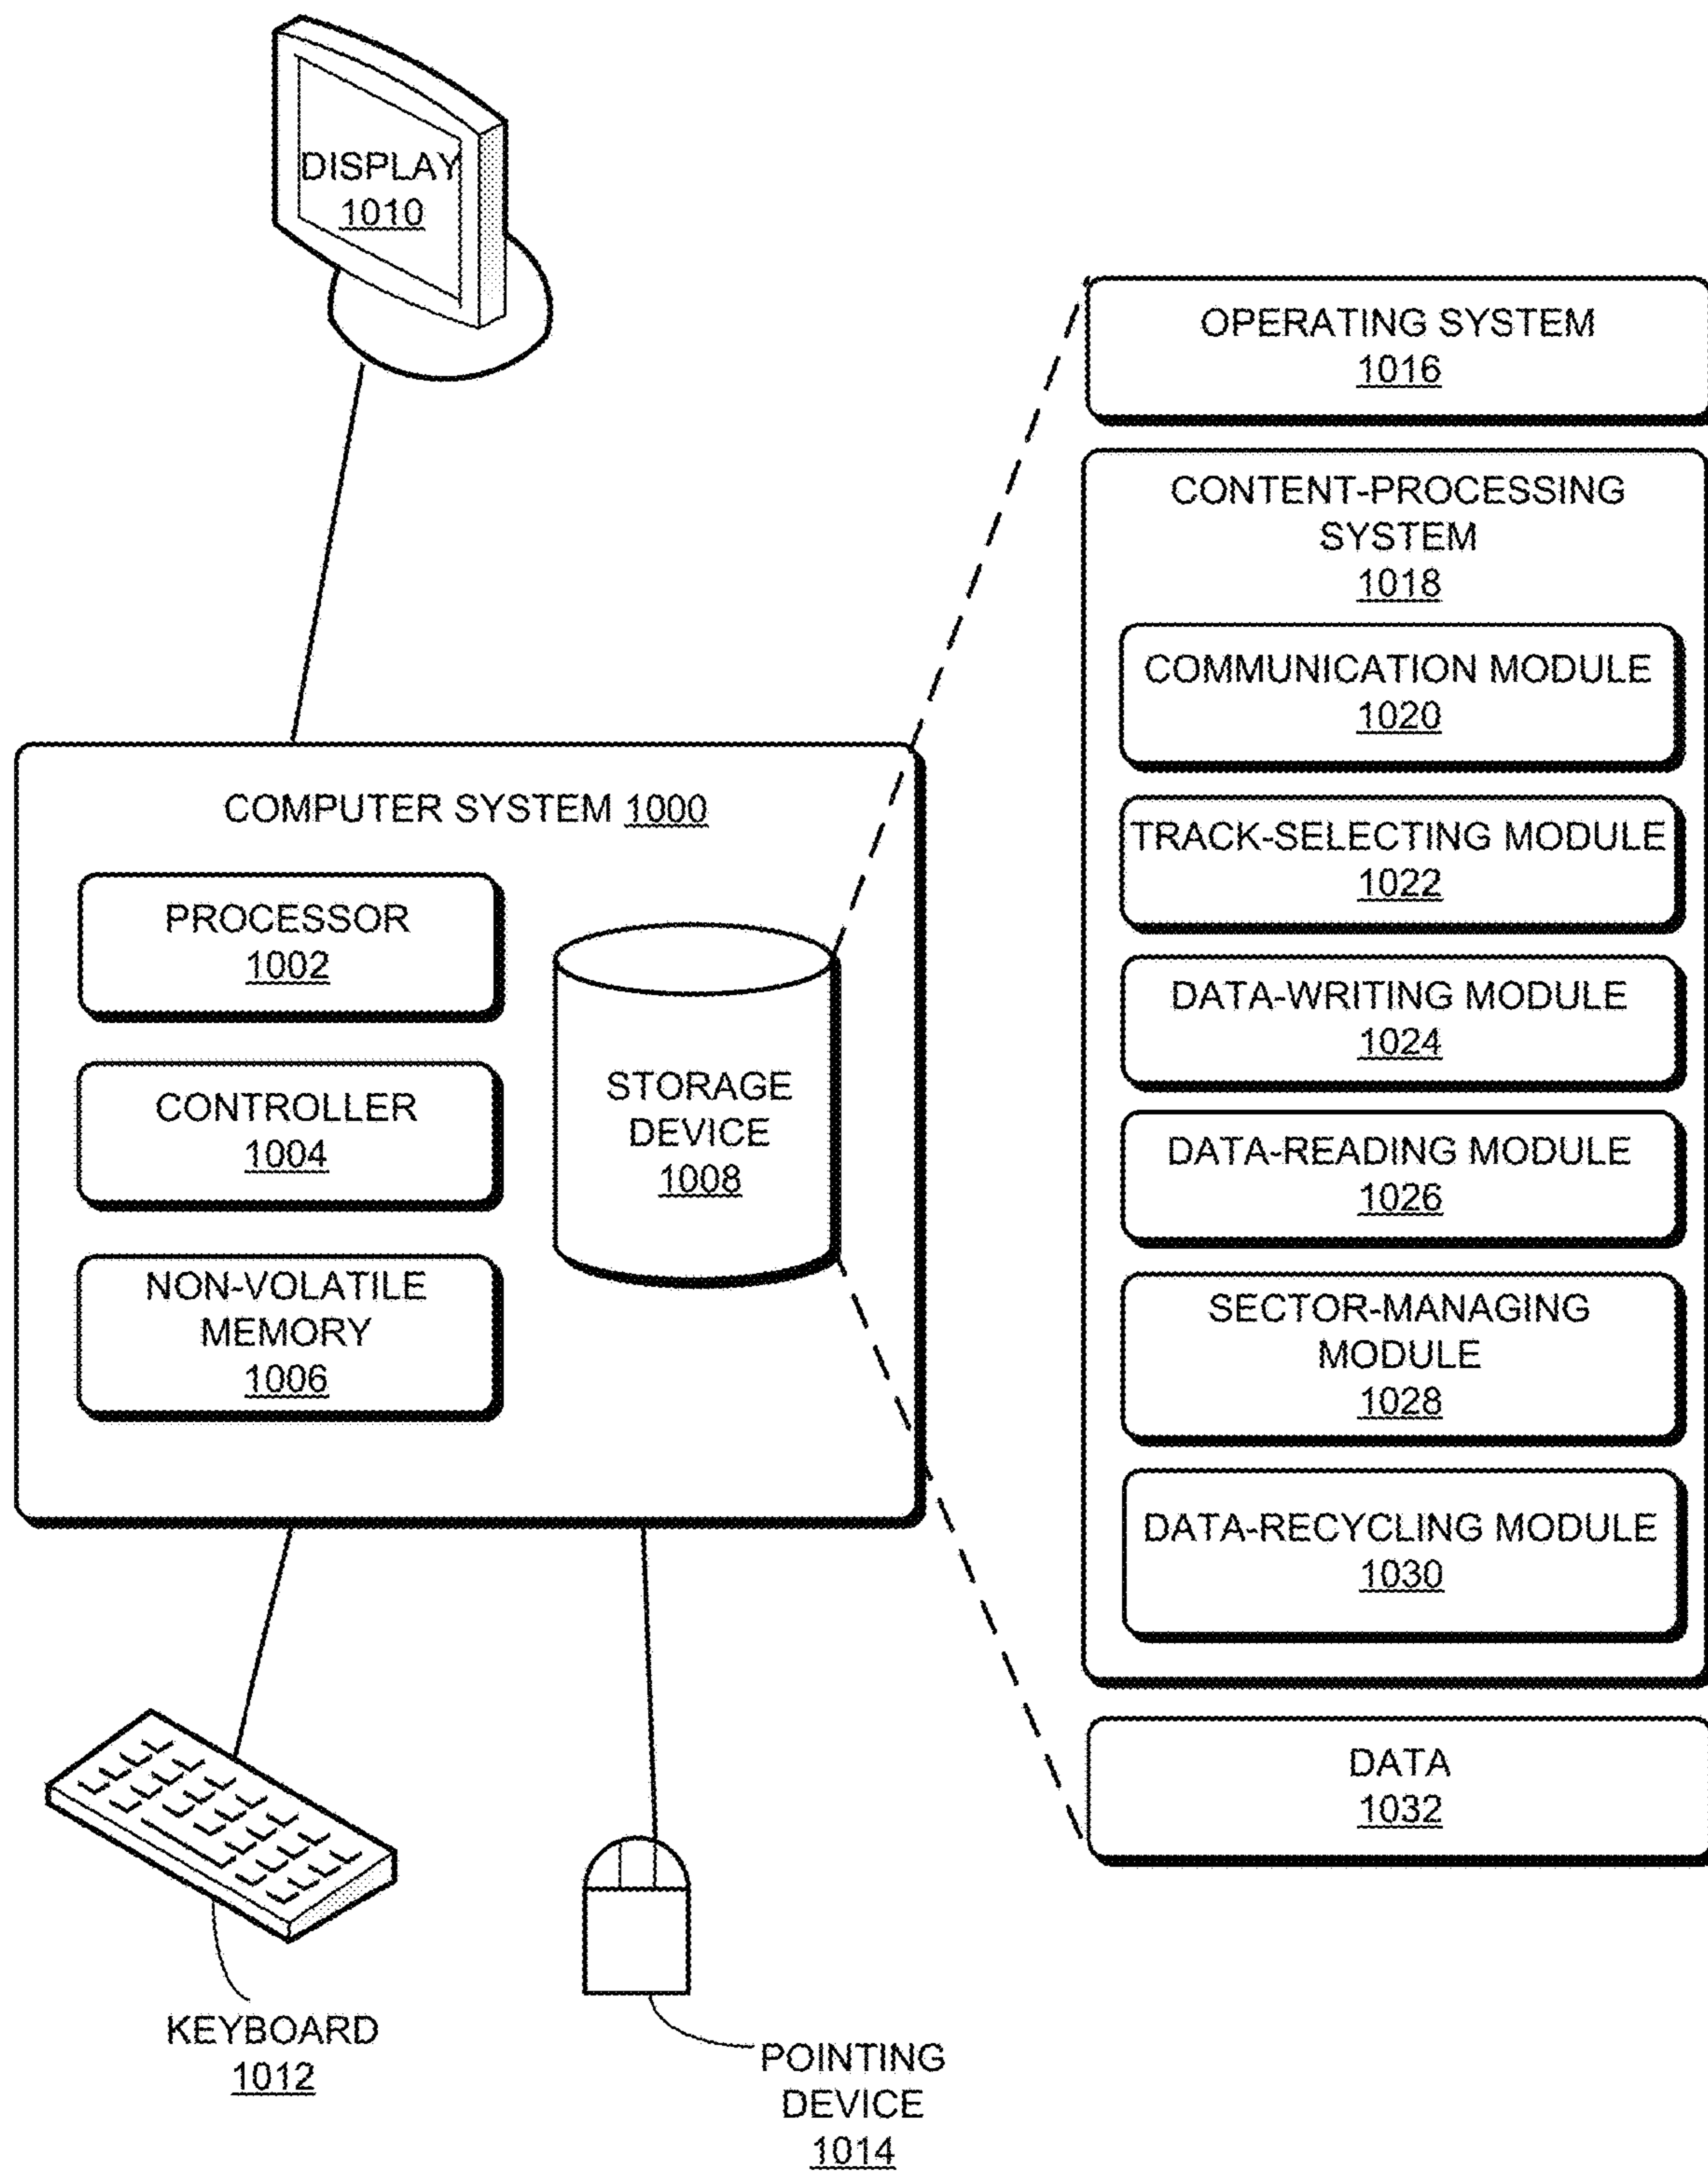 DISPLAY
1010
OPERATING SYSTEM
1016
CONTENT-PROCESSING
SYSTEM
1018
COMMUNICATION MODULE
1020
TRACK-SELECTING MODULE
1022
DATA-WRITING MODULE
1024
DATA-READING MODULE
1026
SECTOR-MANAGING
MODULE
1028
DATA-RECYCLING MODULE
1030
DATA
1032
COMPUTER SYSTEM 1000
PROCESSOR
1002
CONTROLLER
1004
NON-VOLATILE
MEMORY
1006
STORAGE
DEVICE
1008
KEYBOARD
1012
POINTING
DEVICE
1014